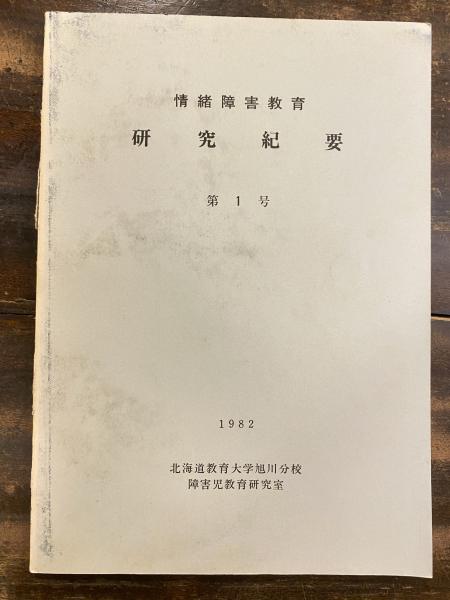 情緒障害教育
研究紀要
第1号
1982
北海道教育大学旭川分校
障害児教育研究室